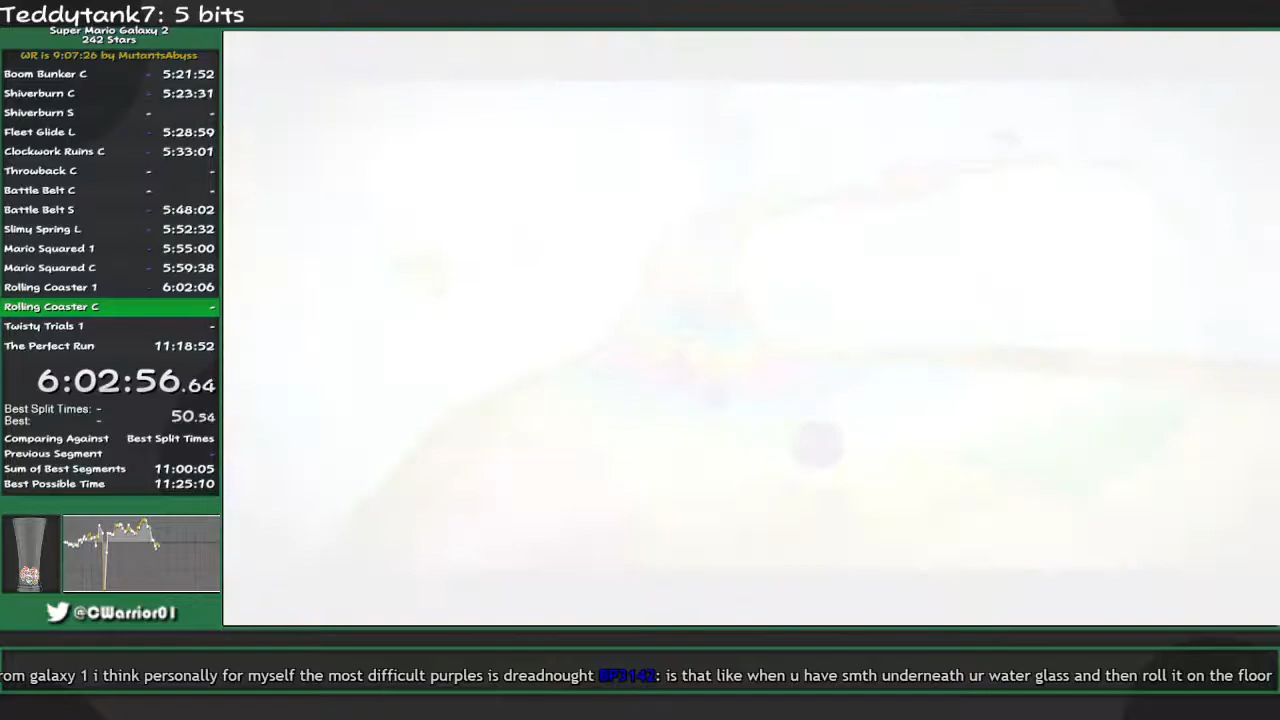 Teddytank7: 5 bits
Super Mario Galaxy 2
242 Stars
WR is 9:07:26 by MutantsAbyss
Boom Bunker C - 5:21:52
Shiverburn C - 5:23:31
Shiverburn S - -
Fleet Glide L - 5:28:59
Clockwork Ruins C - 5:33:01
Throwback C - -
Battle Belt C - -
Battle Belt S - 5:48:02
Slimy Spring L - 5:52:32
Mario Squared 1 - 5:55:00
Mario Squared C - 5:59:38
Rolling Coaster 1 - 6:02:06
Rolling Coaster C -
Twisty Trials 1 -
The Perfect Run 11:18:52
6:02:56.64
Best Split Times: -
Best: - 50.54
Comparing Against Best Split Times
Previous Segment -
Sum of Best Segments 11:00:05
Best Possible Time 11:25:10
@CWarrior01
rom galaxy 1 i think personally for myself the most difficult purples is dreadnought BP3142: is that like when u have smth underneath ur water glass and then roll it on the floor